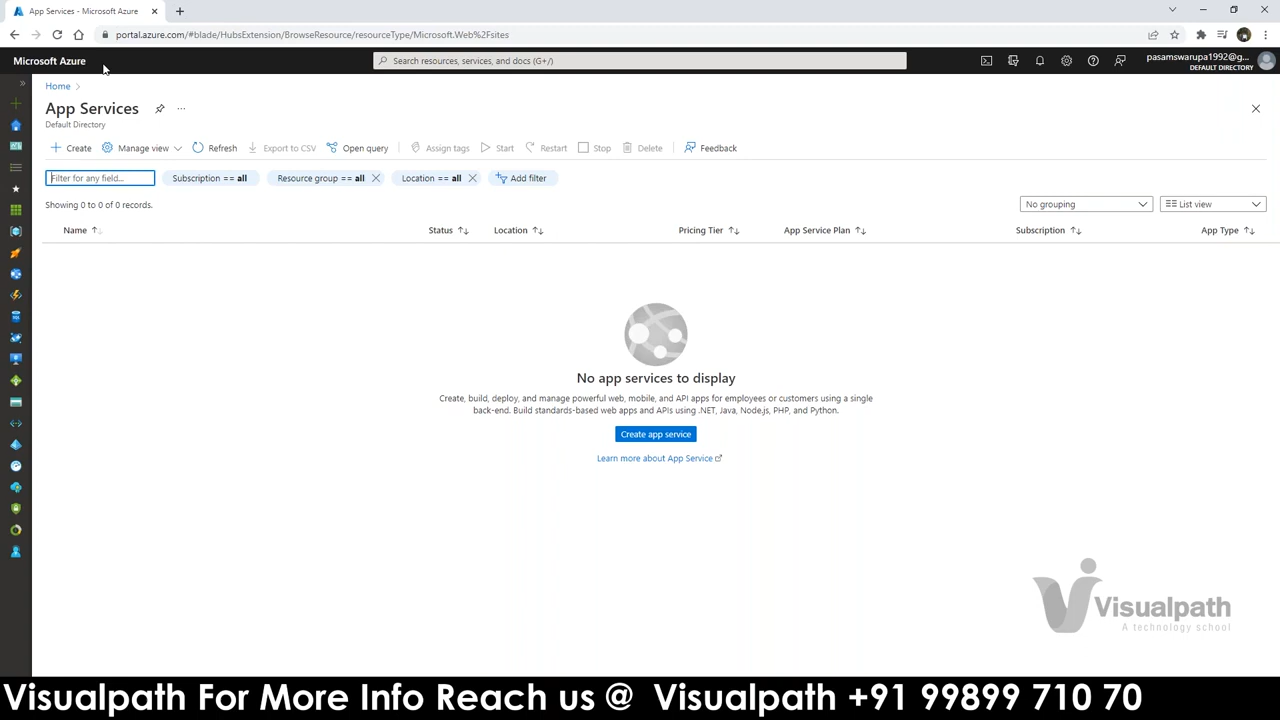 App Services - Microsoft Azure
portal.azure.com/#blade/HubsExtension/BrowseResource/resourceType/Microsoft.Web%2Fsites
Microsoft Azure
Search resources, services, and docs (G+/)
pasamswarupa1992@g...
DEFAULT DIRECTORY
Home
App Services
Default Directory
Create Manage view Refresh Export to CSV Open query Assign tags Start Restart Stop Delete Feedback
Filter for any field... Subscription == all Resource group == all Location == all Add filter
Showing 0 to 0 of 0 records.
No grouping List view
Name Status Location Pricing Tier App Service Plan Subscription App Type
No app services to display
Create, build, deploy, and manage powerful web, mobile, and API apps for employees or customers using a single
back-end. Build standards-based web apps and APIs using .NET, Java, Node.js, PHP, and Python.
Create app service
Learn more about App Service
Visualpath
A technology school
Visualpath For More Info Reach us @ Visualpath +91 99899 710 70